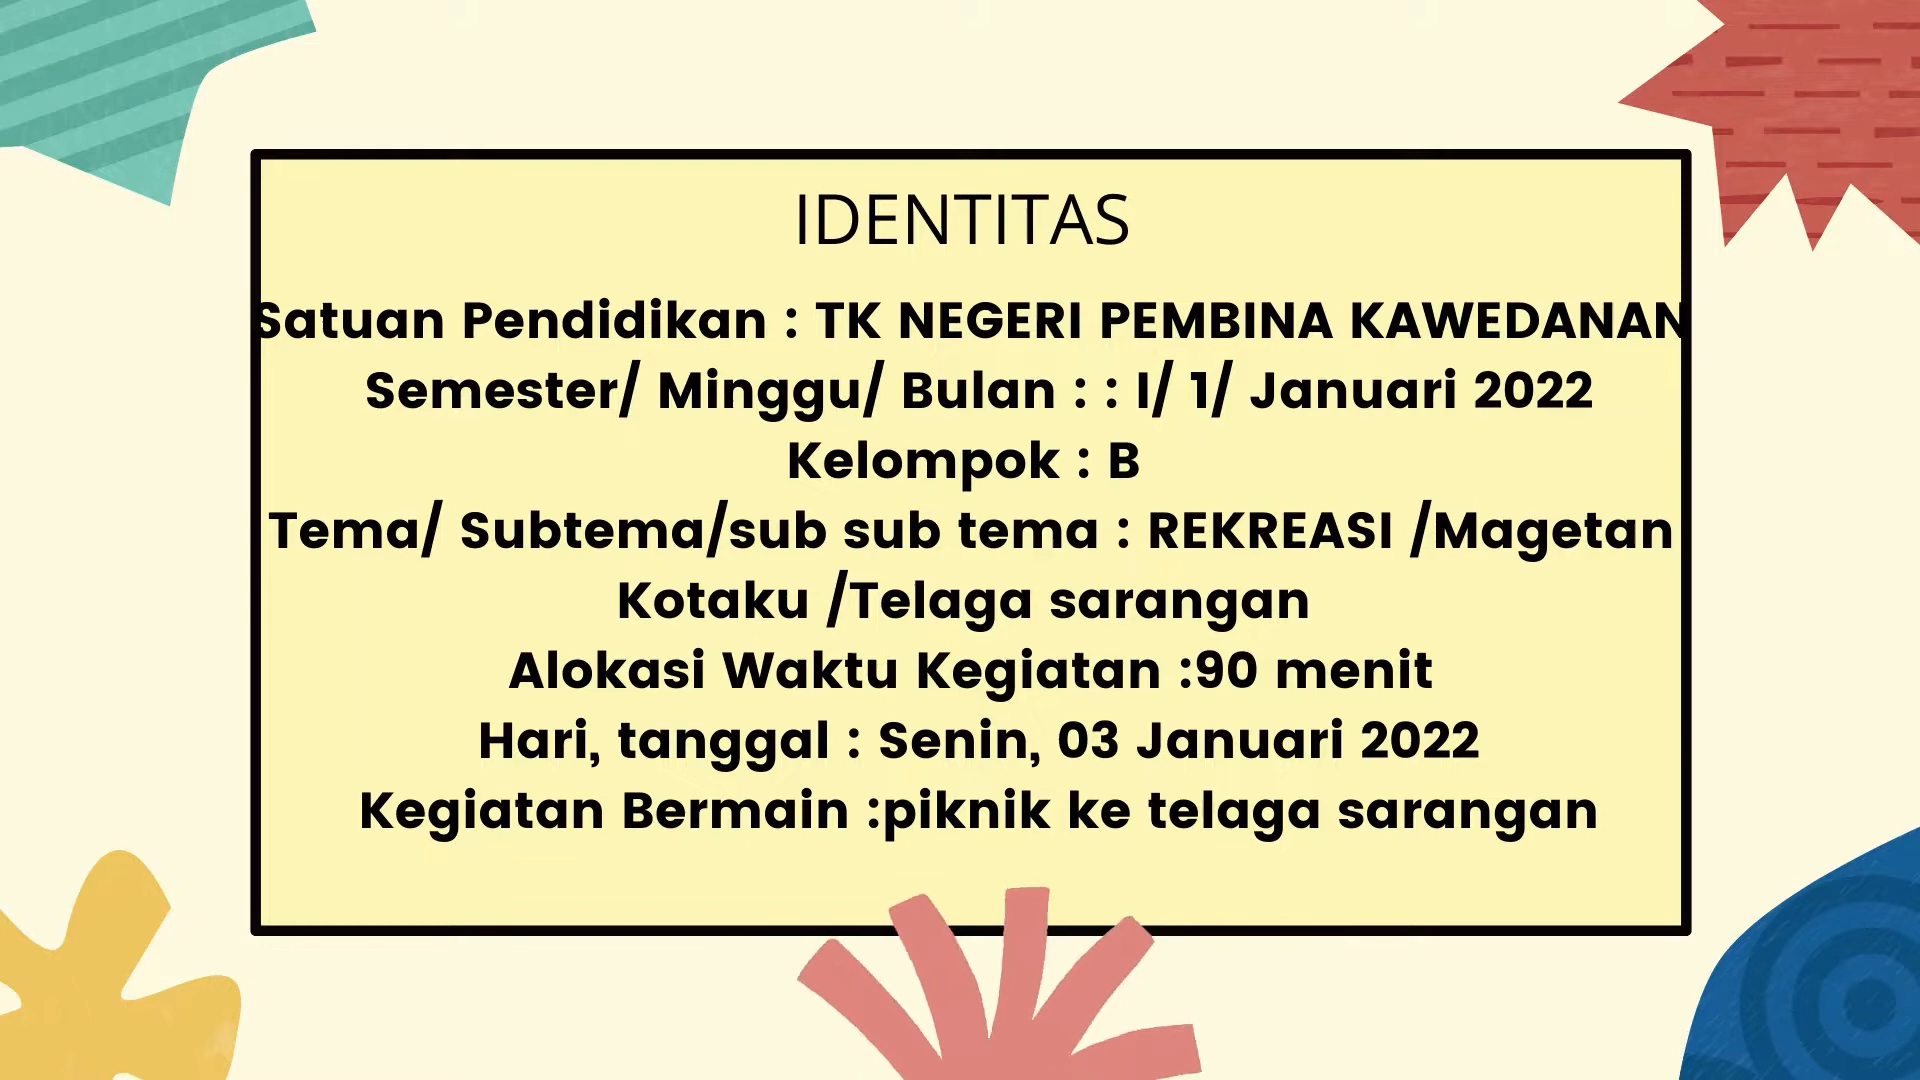 IDENTITAS
Satuan Pendidikan : TK NEGERI PEMBINA KAWEDANAN
Semester/ Minggu/ Bulan : : I/ 1/ Januari 2022
Kelompok : B
Tema/ Subtema/sub sub tema : REKREASI /Magetan
Kotaku /Telaga sarangan
Alokasi Waktu Kegiatan :90 menit
Hari, tanggal : Senin, 03 Januari 2022
Kegiatan Bermain :piknik ke telaga sarangan